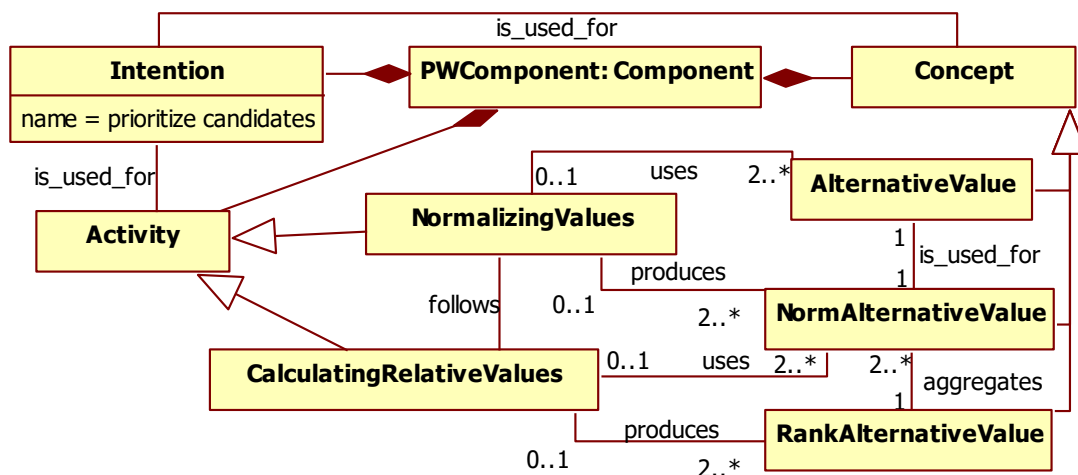 is_used_for
Intention
PWComponent: Component
Concept
name = prioritize candidates
is_used_for
0..1
uses
2..*
AlternativeValue
NormalizingValues
Activity
1
is_used_for
produces
1
0..1
2..*
follows
NormAlternativeValue
0..1
uses
2..*
2..*
CalculatingRelativeValues
aggregates
1
produces
RankAlternativeValue
0..1
2..*